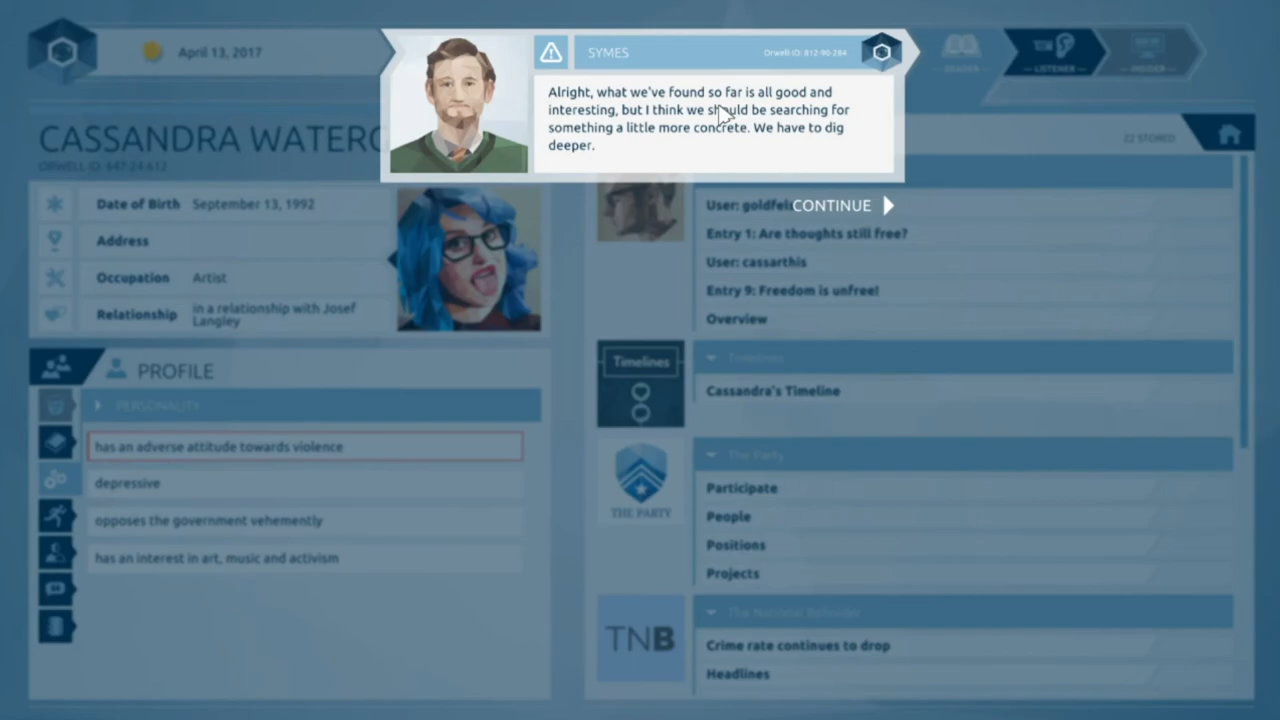 April 13, 2017
SYMES
Orwell ID: 812-90-284
Alright, what we've found so far is all good and
interesting, but I think we should be searching for
something a little more concrete. We have to dig
deeper.
CONTINUE
READER
LISTENER
INSIDER
CASSANDRA WATERG
ORWELL ID: 647-24-612
22 STORED
Date of Birth September 13, 1992
Address
Occupation Artist
Relationship in a relationship with Josef
Langley
PROFILE
PERSONALITY
has an adverse attitude towards violence
depressive
opposes the government vehemently
has an interest in art, music and activism
User: goldfels
Entry 1: Are thoughts still free?
User: cassarthis
Entry 9: Freedom is unfree!
Overview
Timelines
Timelines
Cassandra's Timeline
THE PARTY
The Party
Participate
People
Positions
Projects
TNB
The National Beholder
Crime rate continues to drop
Headlines